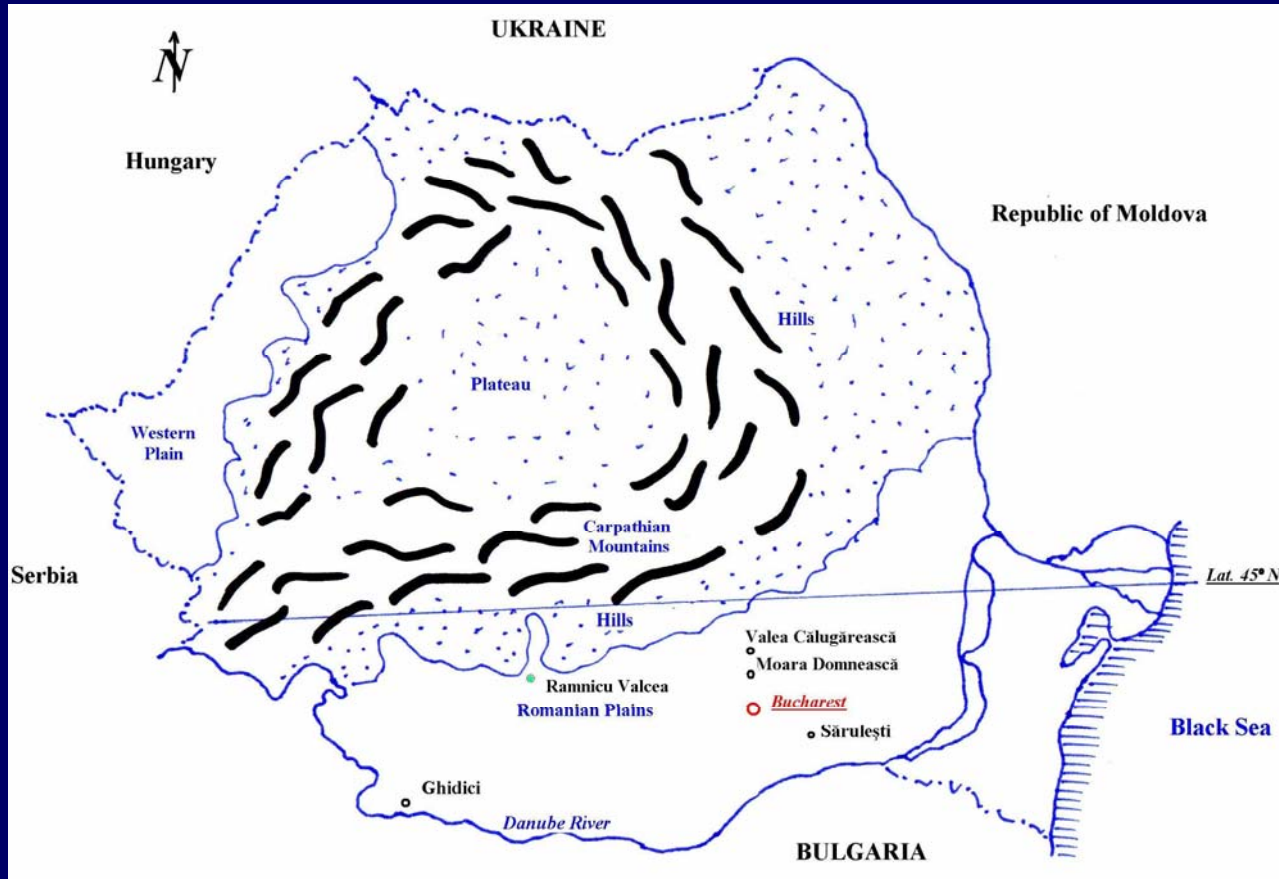 UKRAINE
N
Hungary
Republic of Moldova
Hills
Plateau
Western
Plain
Carpathian
Mountains
Serbia
Lat. 45° N
Hills
Valea Călugărească
Moara Domnească
Ramnicu Valcea
Romanian Plains
Bucharest
Săruleşti
Black Sea
Ghidici
Danube River
BULGARIA